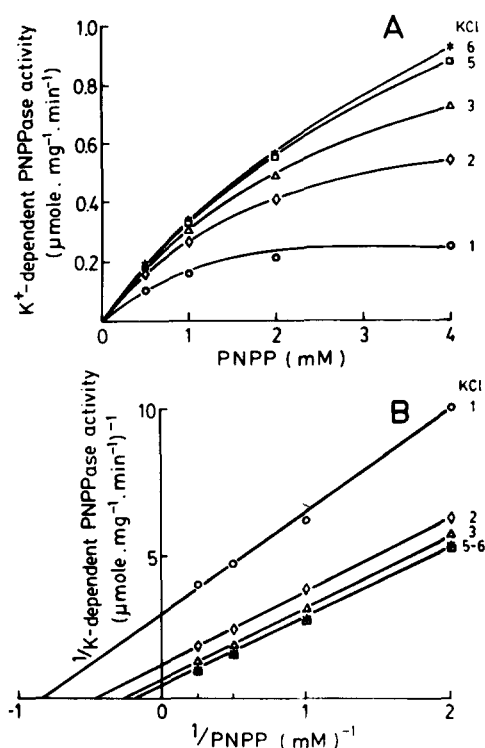 A
KCl
K⁺-dependent PNPPase activity
(µmole . mg⁻¹. min⁻¹)
1.0
0.8
0.6
0.4
0.2
0
1
2
3
4
PNPP (mM)
6
5
3
2
1
B
KCl
¹/K-dependent PNPPase activity
(µmole . mg⁻¹. min⁻¹)⁻¹
10
5
-1
0
1
2
¹/PNPP (mM)⁻¹
1
2
3
5-6